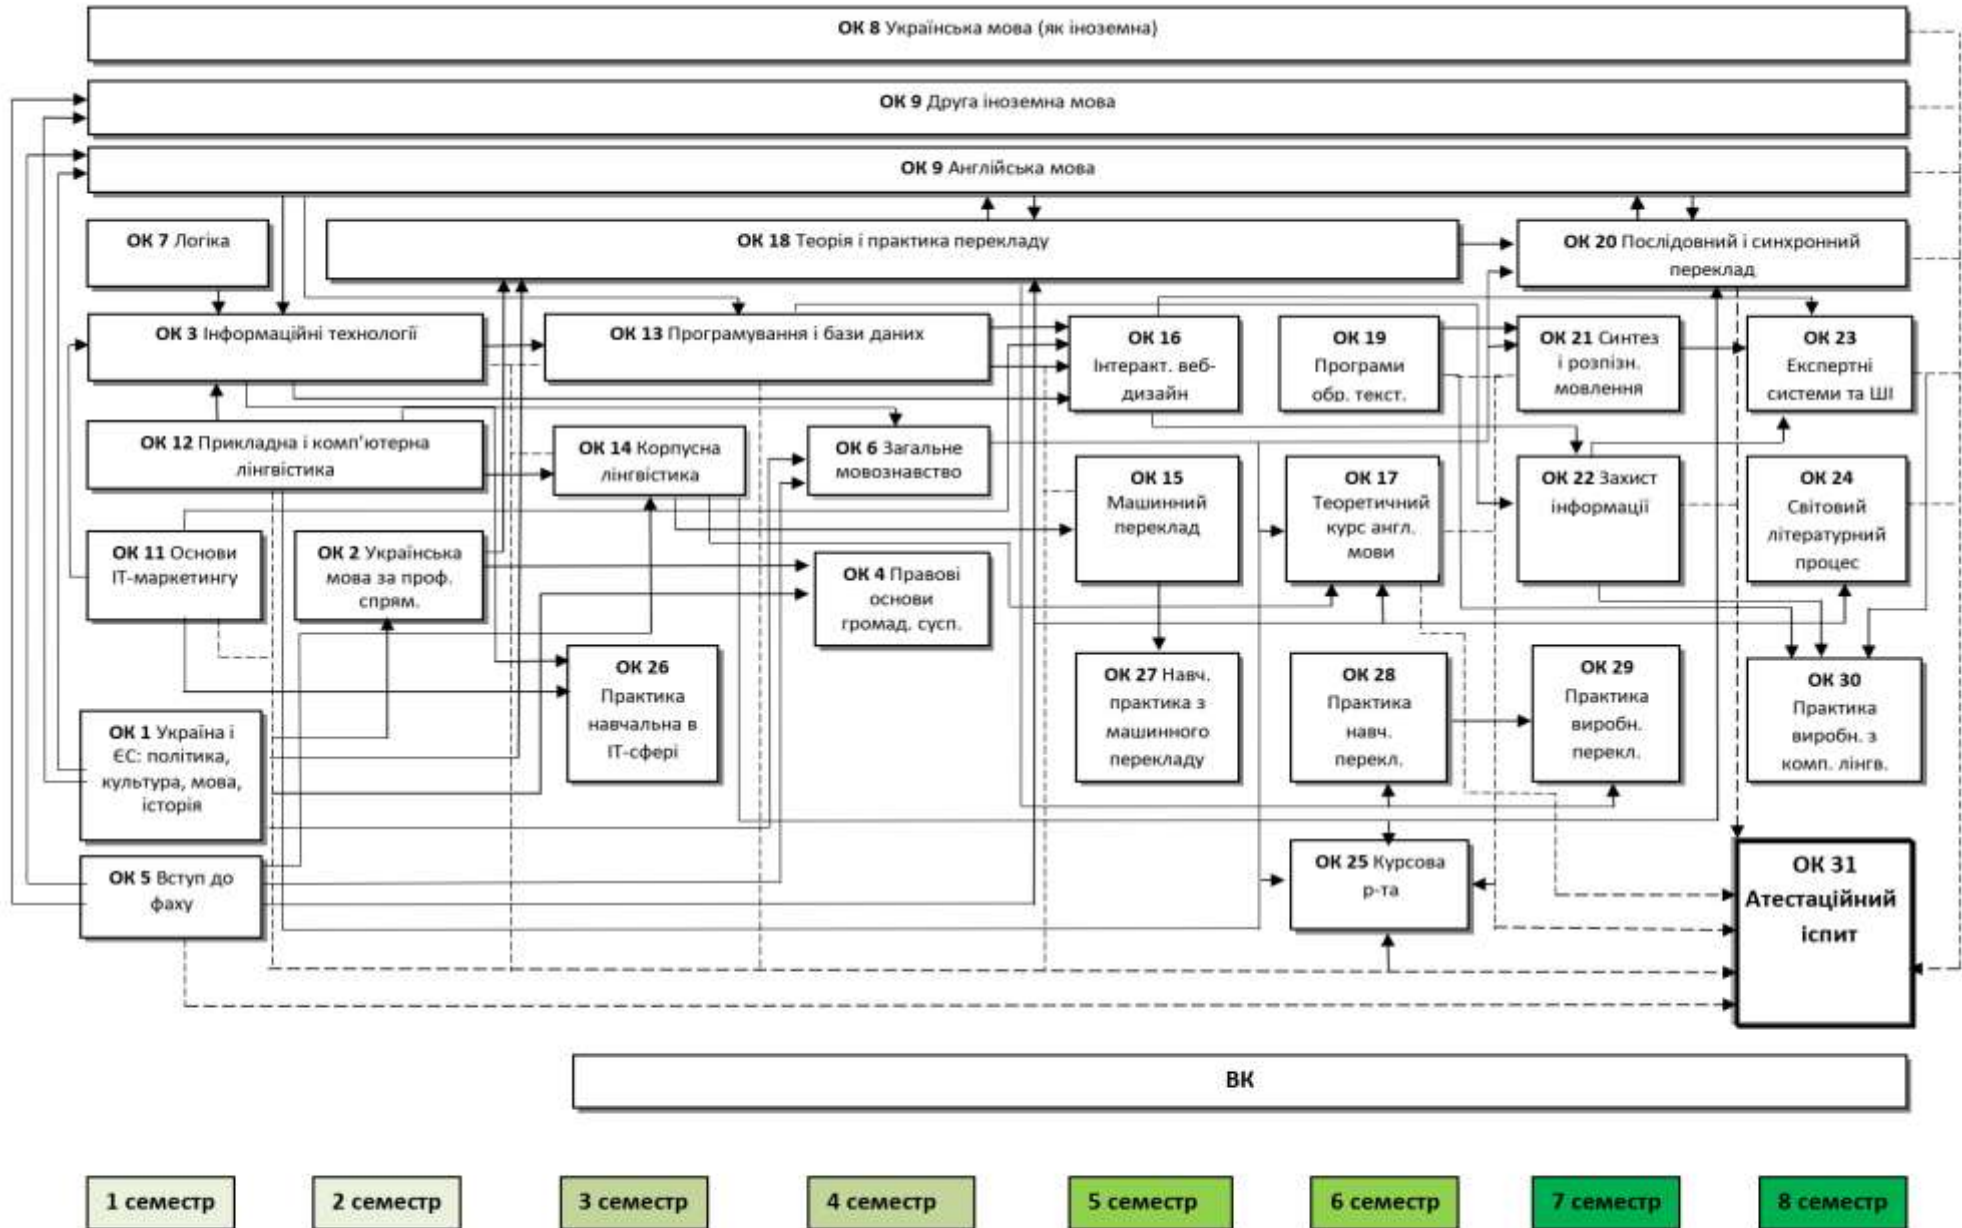 ОК 8 Українська мова (як іноземна)
ОК 9 Друга іноземна мова
ОК 9 Англійська мова
ОК 7 Логіка
ОК 18 Теорія і практика перекладу
ОК 20 Послідовний і синхронний
переклад
ОК 3 Інформаційні технології
ОК 13 Програмування і бази даних
ОК 16
Інтеракт. веб-
дизайн
ОК 19
Програми
обр. текст.
ОК 21 Синтез
і розпізн.
мовлення
ОК 23
Експертні
системи та ШІ
ОК 12 Прикладна і комп'ютерна
лінгвістика
ОК 14 Корпусна
лінгвістика
ОК 6 Загальне
мовознавство
ОК 15
Машинний
переклад
ОК 17
Теоретичний
курс англ.
мови
ОК 22 Захист
інформації
ОК 24
Світовий
літературний
процес
ОК 11 Основи
ІТ-маркетингу
ОК 2 Українська
мова за проф.
спрям.
ОК 4 Правові
основи
громад. сусп.
ОК 26
Практика
навчальна в
ІТ-сфері
ОК 27 Навч.
практика з
машинного
перекладу
ОК 28
Практика
навч.
перекл.
ОК 29
Практика
виробн.
перекл.
ОК 30
Практика
виробн. з
комп. лінгв.
ОК 1 Україна і
ЄС: політика,
культура, мова,
історія
ОК 5 Вступ до
фаху
ОК 25 Курсова
р-та
ОК 31
Атестаційний
іспит
ВК
1 семестр
2 семестр
3 семестр
4 семестр
5 семестр
6 семестр
7 семестр
8 семестр